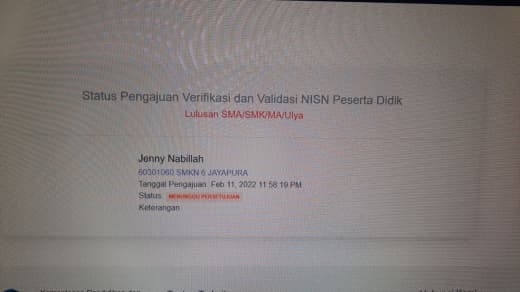 Status Pengajuan Verifikasi dan Validasi NISN Peserta Didik
Lulusan SMA/SMK/MA/Ulya
Jenny Nabillah
60301060 SMKN 6 JAYAPURA
Tanggal Pengajuan. Feb 11, 2022 11:58:19 PM
Status. MENUNGGU PERSETUJUAN
Keterangan